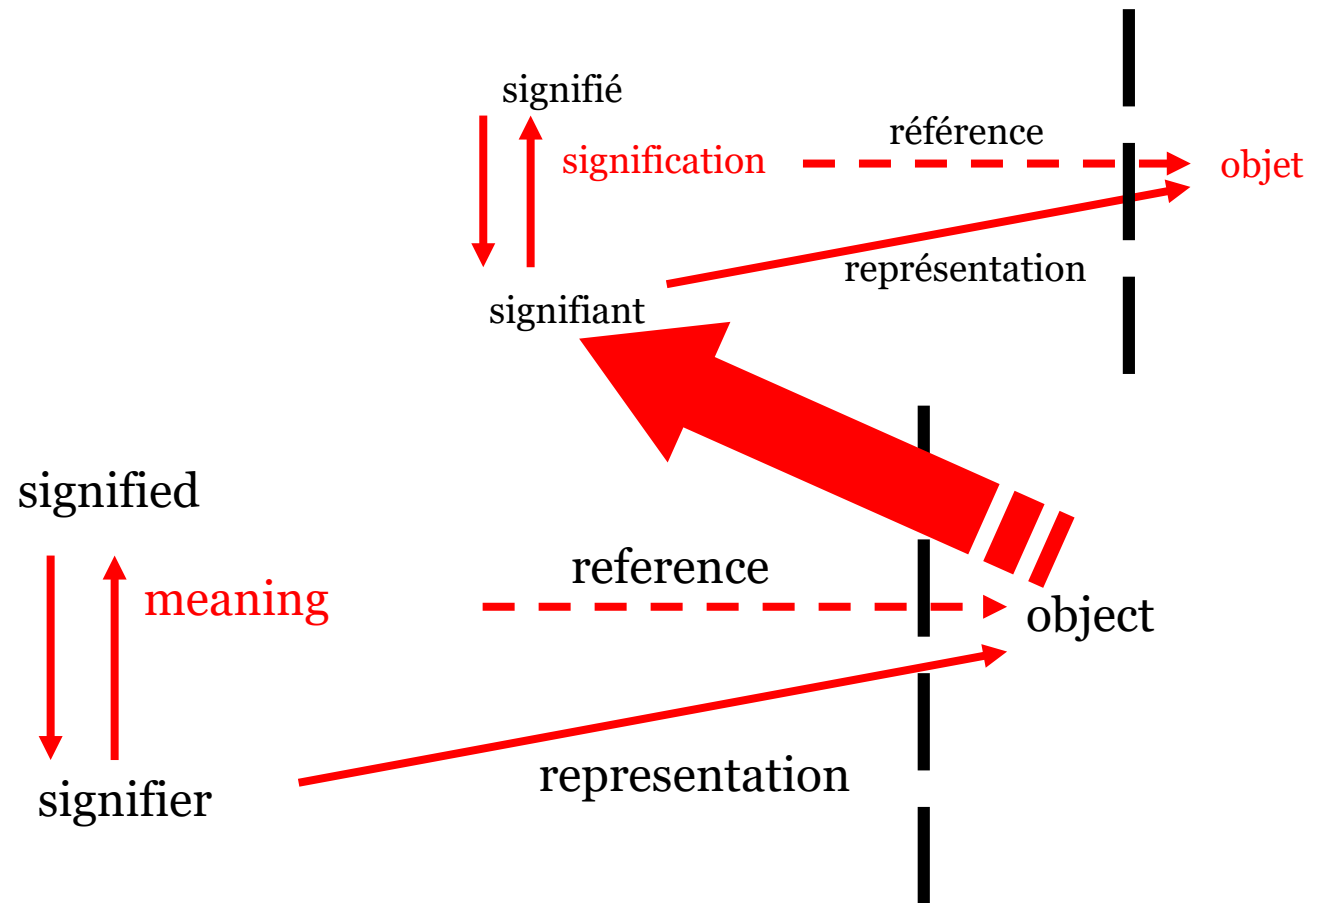 signifié
référence
signification
objet
représentation
signifiant
signified
reference
meaning
object
representation
signifier